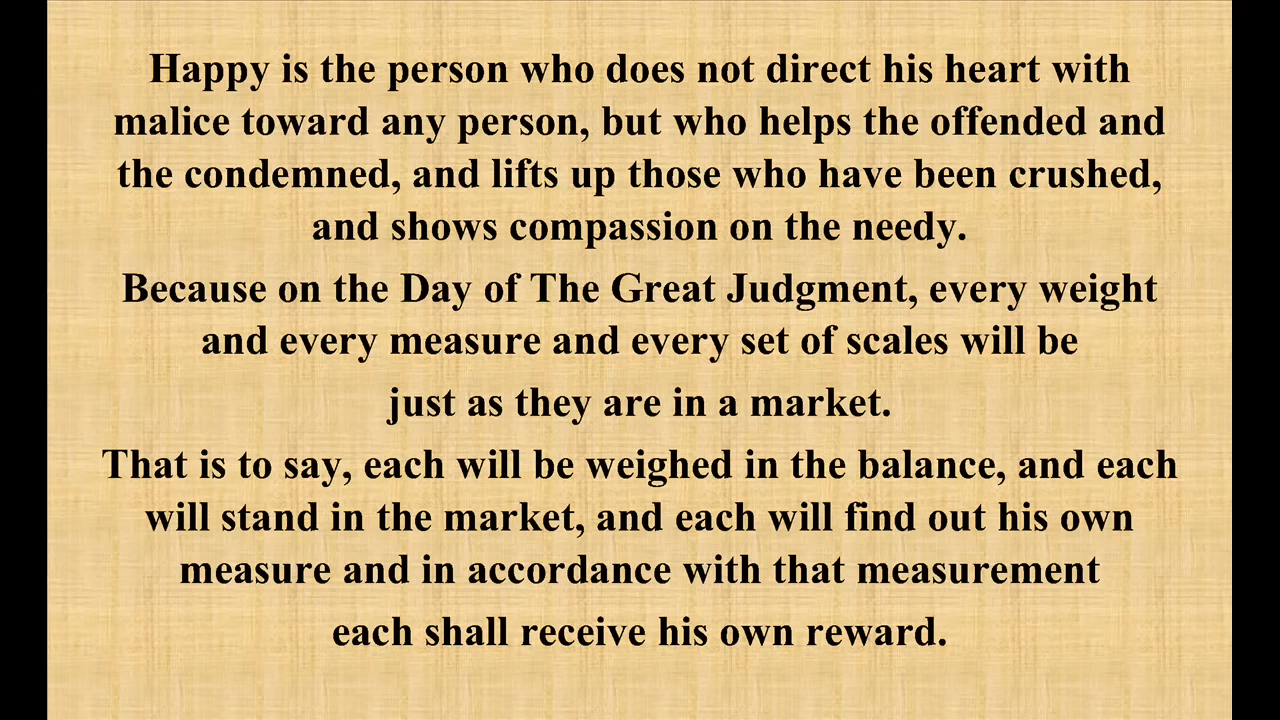 Happy is the person who does not direct his heart with
malice toward any person, but who helps the offended and
the condemned, and lifts up those who have been crushed,
and shows compassion on the needy.
Because on the Day of The Great Judgment, every weight
and every measure and every set of scales will be
just as they are in a market.
That is to say, each will be weighed in the balance, and each
will stand in the market, and each will find out his own
measure and in accordance with that measurement
each shall receive his own reward.